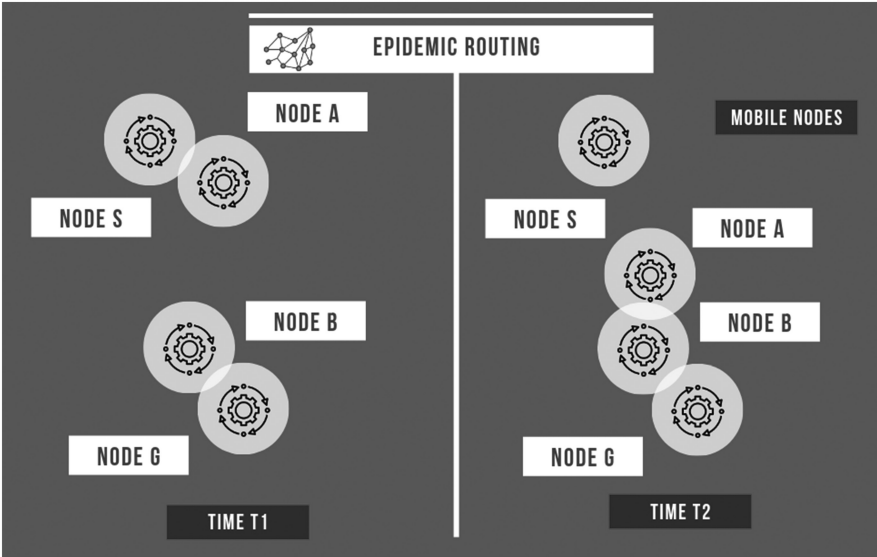 EPIDEMIC ROUTING
NODE A
NODE S
NODE B
NODE G
TIME T1
MOBILE NODES
NODE S
NODE A
NODE B
NODE G
TIME T2